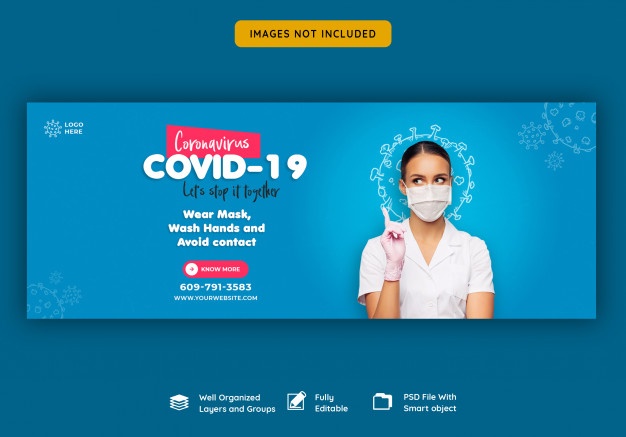 IMAGES NOT INCLUDED
LOGO
HERE
Coronavirus
COVID-19
Let's stop it together
Wear Mask,
Wash Hands and
Avoid contact
KNOW MORE
609-791-3583
WWW.YOURWEBSITE.COM
Well Organized
Layers and Groups
Fully
Editable
PSD File With
Smart object